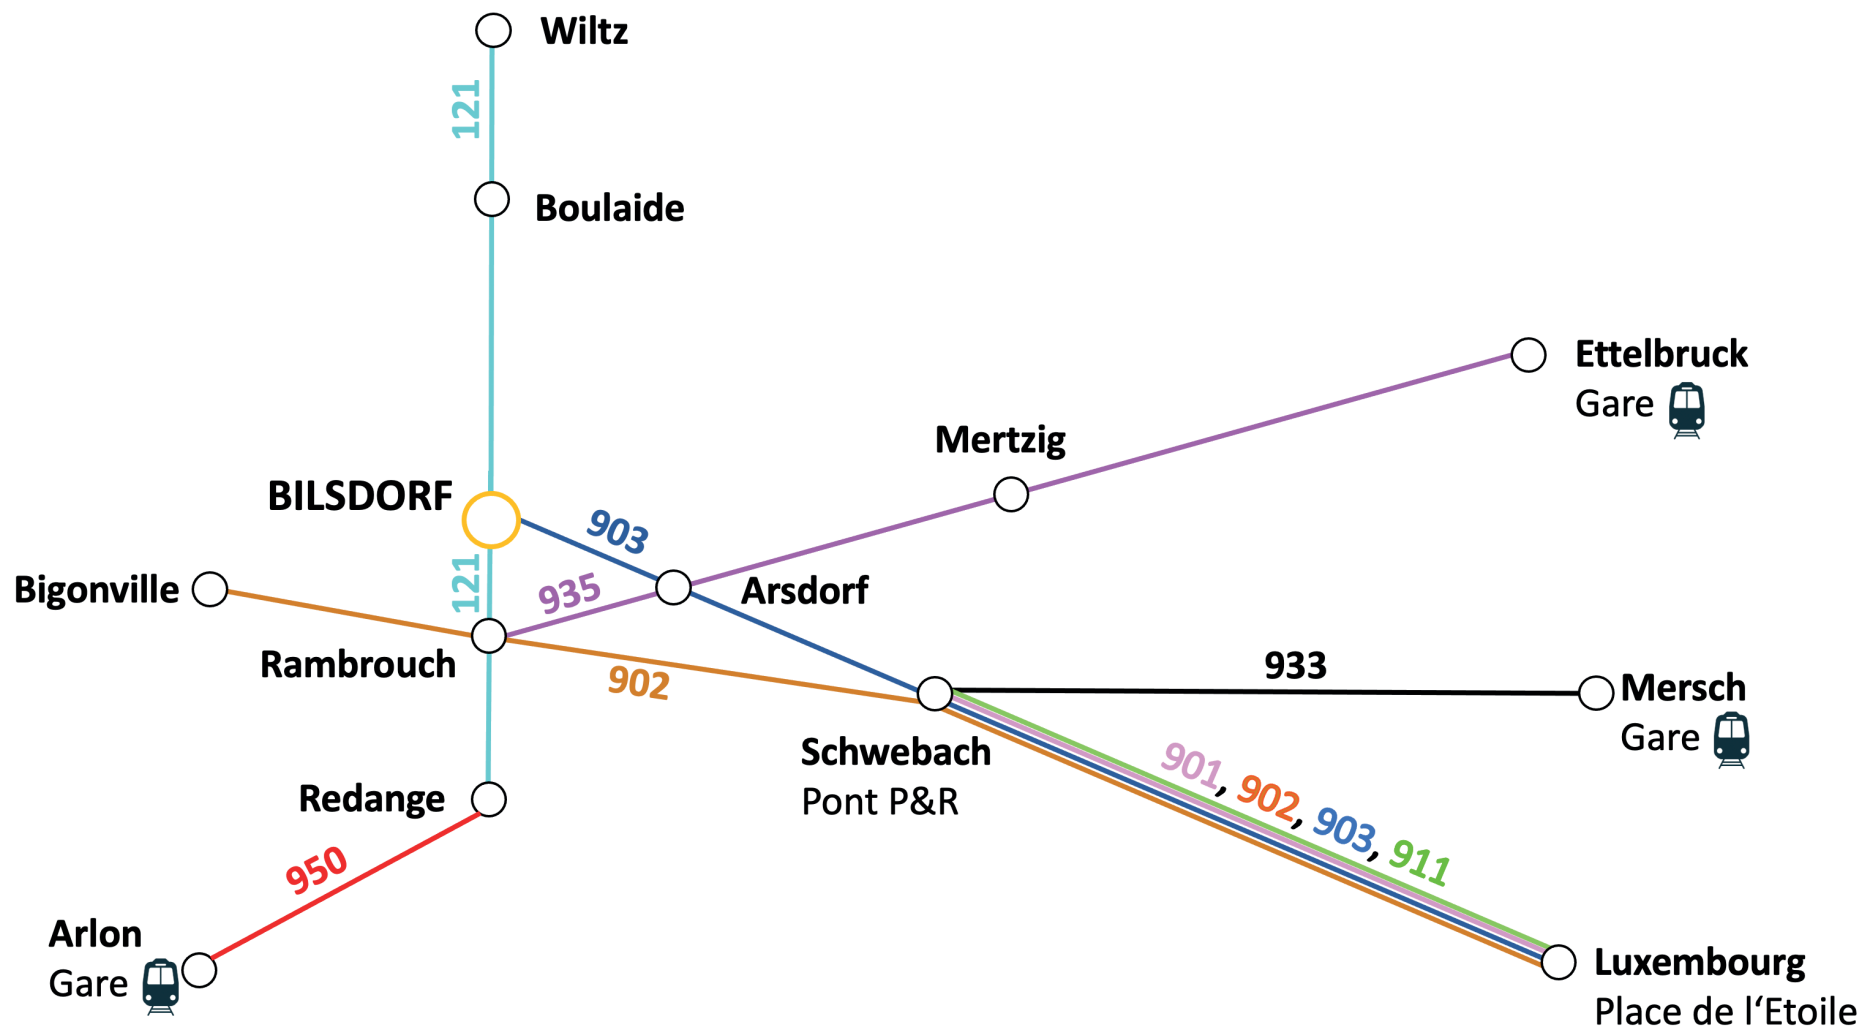 Wiltz
121
Boulaide
Ettelbruck
Gare
Mertzig
BILSDORF
903
121
935
Bigonville
Arsdorf
Rambrouch
902
933
Mersch
Gare
Schwebach
Pont P&R
901, 902, 903, 911
Redange
950
Arlon
Gare
Luxembourg
Place de l‘Etoile